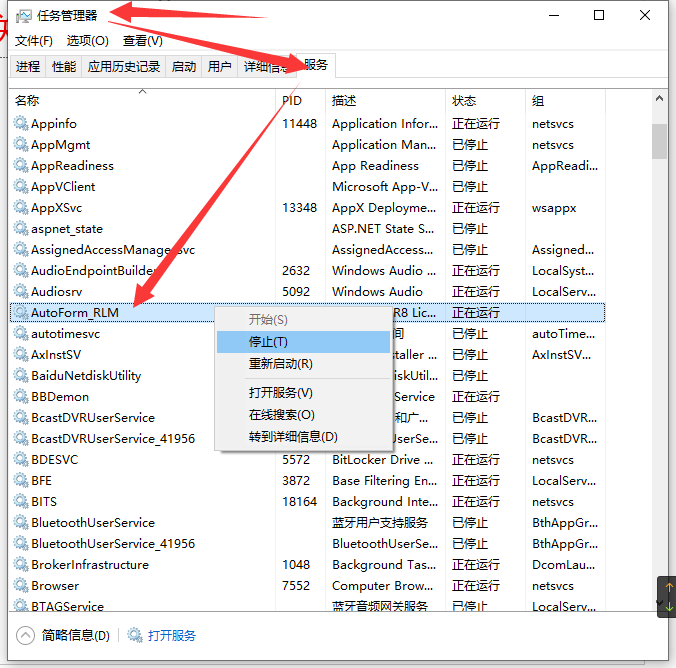 任务管理器
文件(F) 选项(O) 查看(V)
进程 性能 应用历史记录 启动 用户 详细信息 服务
名称 PID 描述 状态 组
Appinfo 11448 Application Infor... 正在运行 netsvcs
AppMgmt Application Man... 已停止 netsvcs
AppReadiness App Readiness 已停止 AppReadi...
AppVClient Microsoft App-V... 已停止
AppXSvc 13348 AppX Deployme... 正在运行 wsappx
aspnet_state ASP.NET State S... 已停止
AssignedAccessManagerSvc AssignedAccess... 已停止 Assigned...
AudioEndpointBuilder 2632 Windows Audio ... 正在运行 LocalSyst...
Audiosrv 5092 Windows Audio 正在运行 LocalServ...
AutoForm_RLM R8 Lic... 正在运行
开始(S)
autotimesvc 间 已停止 autoTime...
停止(T)
AxInstSV staller ... 已停止 AxInstSV...
重新启动(R)
BaiduNetdiskUtility iskUtil... 已停止
BBDemon ervice 正在运行
打开服务(V)
BcastDVRUserService 和广... 已停止 BcastDVR...
在线搜索(O)
BcastDVRUserService_41956 UserSe... 已停止 BcastDVR...
转到详细信息(D)
BDESVC 5572 BitLocker Drive ... 正在运行 netsvcs
BFE 3872 Base Filtering En... 正在运行 LocalServ...
BITS 18164 Background Inte... 正在运行 netsvcs
BluetoothUserService 蓝牙用户支持服务 已停止 BthAppGr...
BluetoothUserService_41956 BluetoothUserSe... 已停止 BthAppGr...
BrokerInfrastructure 1048 Background Tas... 正在运行 DcomLau...
Browser 7552 Computer Brow... 正在运行 netsvcs
BTAGService 蓝牙音频网关服务 已停止 LocalServ...
简略信息(D) 打开服务